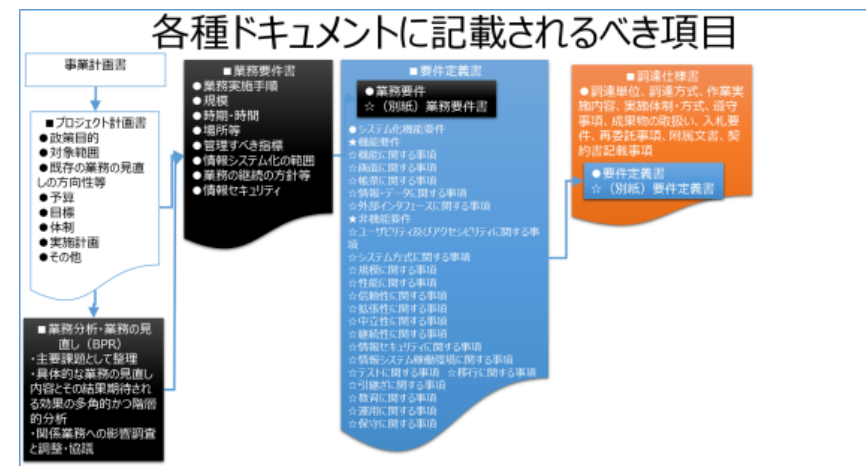 各種ドキュメントに記載されるべき項目
事業計画書
■プロジェクト計画書
●政策目的
●対象範囲
●既存の業務の見直
しの方向性等
●予算
●目標
●体制
●実施計画
●その他
■業務分析・業務の見
直し（BPR）
・主要課題として整理
・具体的な業務の見直し
内容とその結果期待され
る効果の多角的かつ階層
的分析
・関係業務への影響調査
と調整・協議
■業務要件書
●業務実施手順
●規模
●時期・時間
●場所等
●管理すべき指標
●情報システム化の範囲
●業務の継続の方針等
●情報セキュリティ
■要件定義書
●業務要件
☆（別紙）業務要件書
●システム化機能要件
★機能要件
☆機能に関する事項
☆画面に関する事項
☆帳票に関する事項
☆情報・データに関する事項
☆外部インタフェースに関する事項
★非機能要件
☆ユーザビリティ及びアクセシビリティに関する事
項
☆システム方式に関する事項
☆規模に関する事項
☆性能に関する事項
☆信頼性に関する事項
☆拡張性に関する事項
☆中立性に関する事項
☆継続性に関する事項
☆情報セキュリティに関する事項
☆情報システム稼働環境に関する事項
☆テストに関する事項 ☆移行に関する事項
☆引継ぎに関する事項
☆教育に関する事項
☆運用に関する事項
☆保守に関する事項
■調達仕様書
●調達単位、調達方式、作業実
施内容、実施体制・方式、遵守
事項、成果物の取扱い、入札要
件、再委託事項、附属文書、契
約書記載事項
●要件定義書
☆（別紙）要件定義書